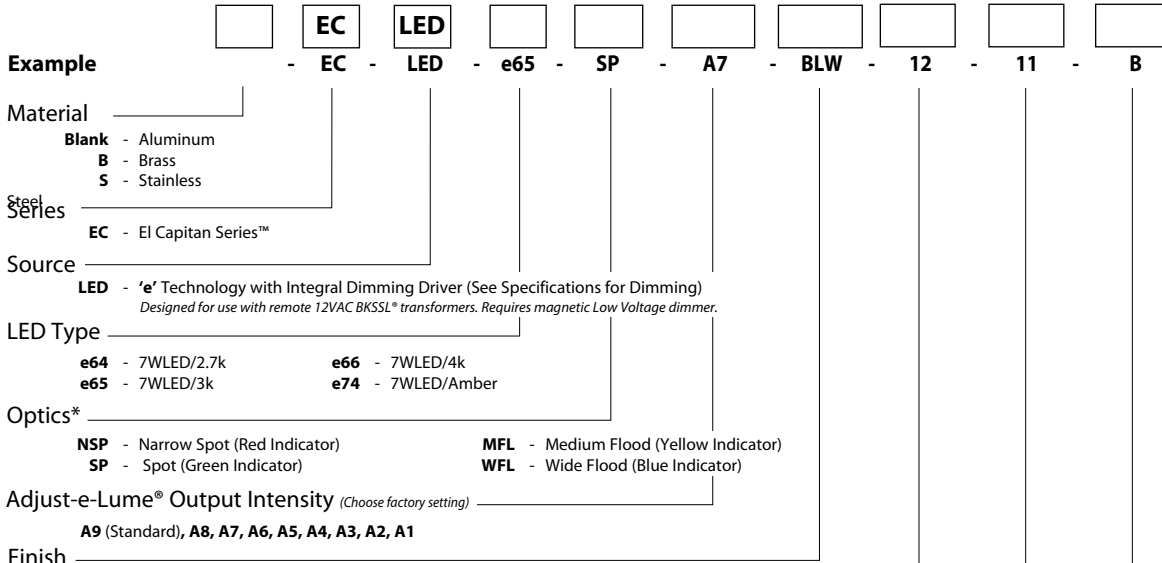 EC LED
Example - EC - LED - e65 - SP - A7 - BLW - 12 - 11 - B
Material
Blank - Aluminum
B - Brass
S - Stainless
Steel
Series
EC - El Capitan Series™
Source
LED - ‘e’ Technology with Integral Dimming Driver (See Specifications for Dimming)
Designed for use with remote 12VAC BKSSL® transformers. Requires magnetic Low Voltage dimmer.
LED Type
e64 - 7WLED/2.7k e66 - 7WLED/4k
e65 - 7WLED/3k e74 - 7WLED/Amber
Optics*
NSP - Narrow Spot (Red Indicator) MFL - Medium Flood (Yellow Indicator)
SP - Spot (Green Indicator) WFL - Wide Flood (Blue Indicator)
Adjust-e-Lume® Output Intensity (Choose factory setting)
A9 (Standard), A8, A7, A6, A5, A4, A3, A2, A1
Finish